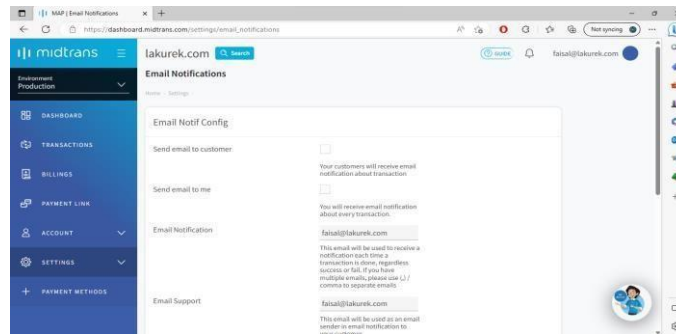 MAP | Email Notifications
https://dashboard.midtrans.com/settings/email_notifications
Not syncing
midtrans
lakurek.com
Search
GUIDE
faisal@lakurek.com
Environment
Production
Email Notifications
Home
Settings
DASHBOARD
TRANSACTIONS
BILLINGS
PAYMENT LINK
ACCOUNT
SETTINGS
PAYMENT METHODS
Email Notif Config
Send email to customer
Your customers will receive email
notification about transaction
Send email to me
You will receive email notification
about every transaction.
Email Notification
faisal@lakurek.com
This email will be used to receive a
notification each time a
transaction is done, regardless
success or fail. If you have
multiple emails, please use (,) /
comma to separate emails
Email Support
faisal@lakurek.com
This email will be used as an email
sender in email notification to
your customer